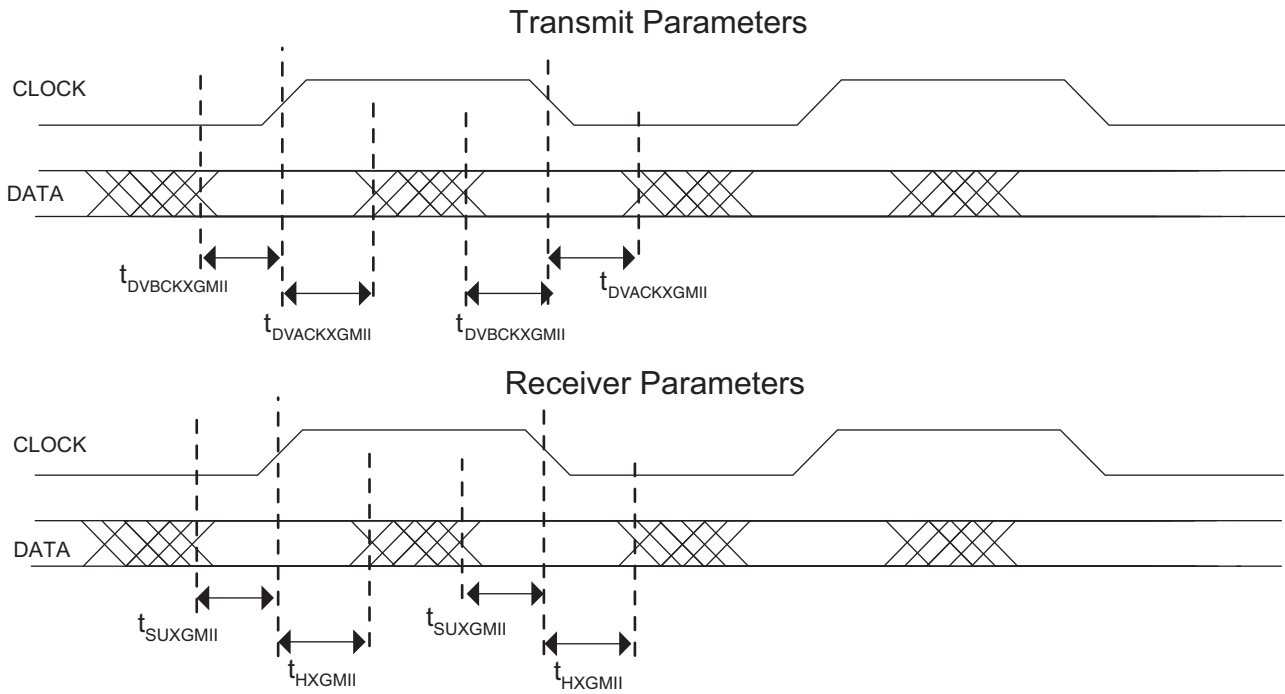 Transmit Parameters
CLOCK
DATA
tDVBCKXGMII
tDVACKXGMII
tDVACKXGMII
tDVBCKXGMII
Receiver Parameters
CLOCK
DATA
tSUXGMII
tSUXGMII
tHXGMII
tHXGMII